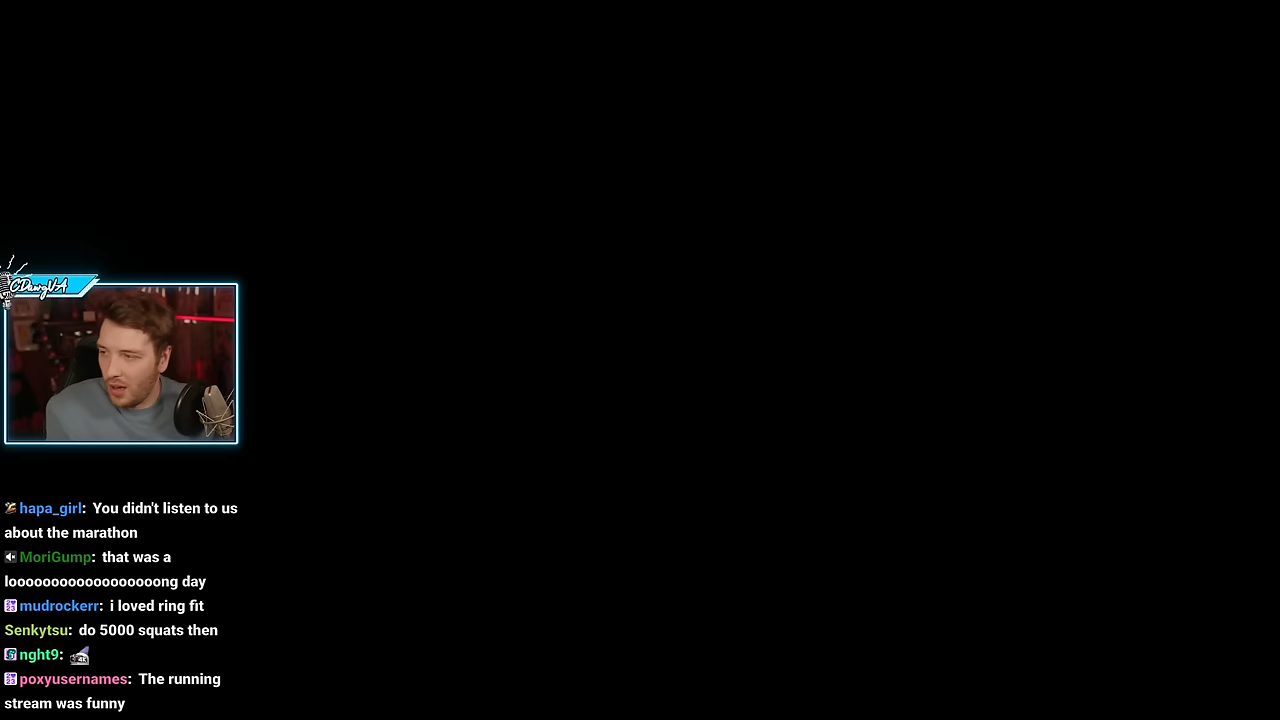 CDawgVA
hapa_girl: You didn't listen to us
about the marathon
MoriGump: that was a
looooooooooooooooong day
mudrockerr: i loved ring fit
Senkytsu: do 5000 squats then
nght9:
poxyusernames: The running
stream was funny